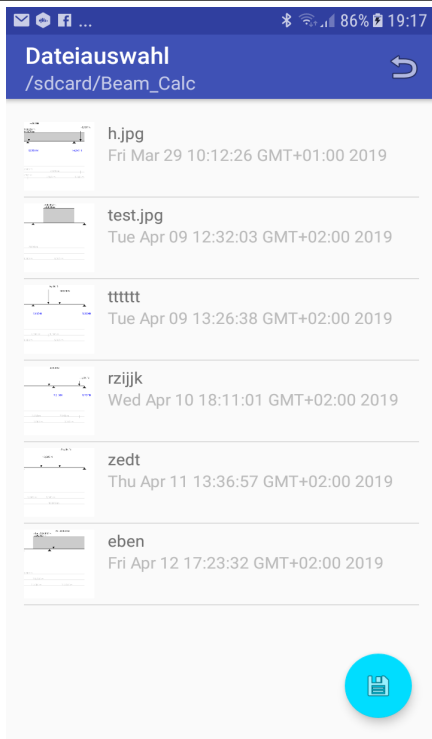 ... 86% 19:17
Dateiauswahl
/sdcard/Beam_Calc
h.jpg
Fri Mar 29 10:12:26 GMT+01:00 2019
test.jpg
Tue Apr 09 12:32:03 GMT+02:00 2019
tttttt
Tue Apr 09 13:26:38 GMT+02:00 2019
rzijjk
Wed Apr 10 18:11:01 GMT+02:00 2019
zedt
Thu Apr 11 13:36:57 GMT+02:00 2019
eben
Fri Apr 12 17:23:32 GMT+02:00 2019